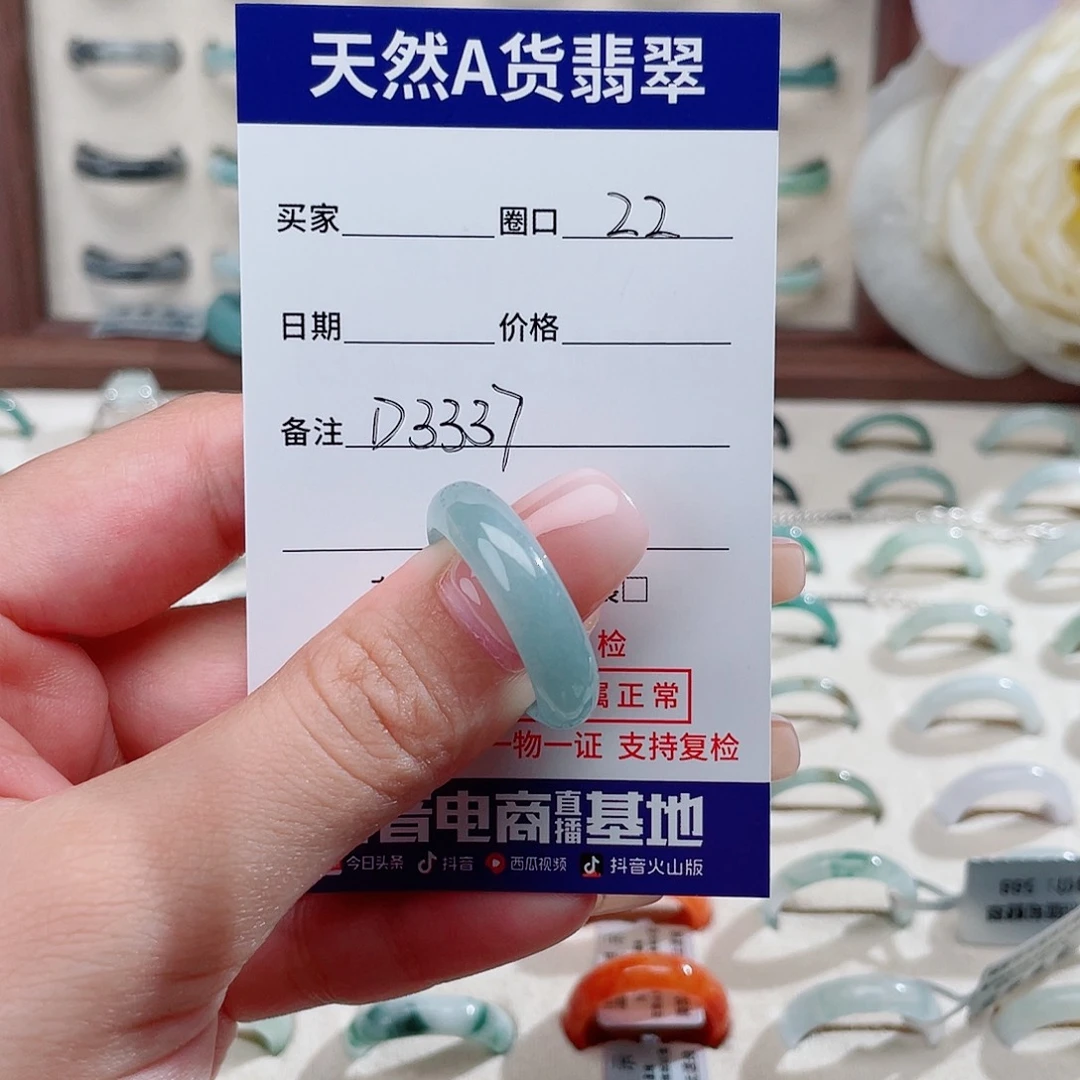 天然A货翡翠
买家 圈口 22
日期 价格
备注 D3337
检
属正常
一物一证 支持复检
音电商直播基地
今日头条 抖音 西瓜视频 抖音火山版